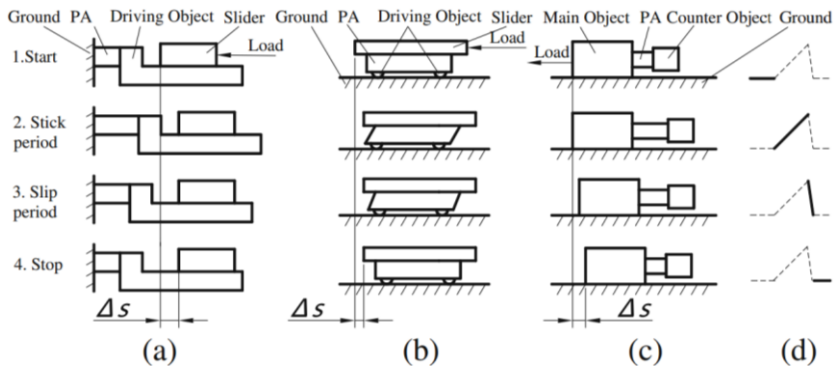 Ground PA Driving Object Slider
Load
Ground PA Driving Object Slider
Load
Main Object PA Counter Object Ground
Load
1.Start
2. Stick
period
3. Slip
period
4. Stop
Δs
Δs
Δs
(a)
(b)
(c)
(d)